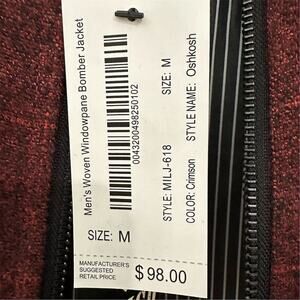 Men's Woven Windowpane Bomber Jacket
0043200498250102
STYLE: MILJ-618 SIZE: M
COLOR: Crimson STYLE NAME: Oshkosh
SIZE: M
MANUFACTURER'S
SUGGESTED
RETAIL PRICE
$98.00